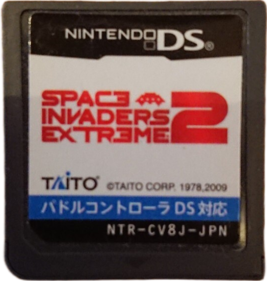 NINTENDO DS
SPACE
INVADERS
EXTREME 2
TAITO ©TAITO CORP. 1978,2009
パドルコントローラ DS 対応
NTR-CV8J-JPN